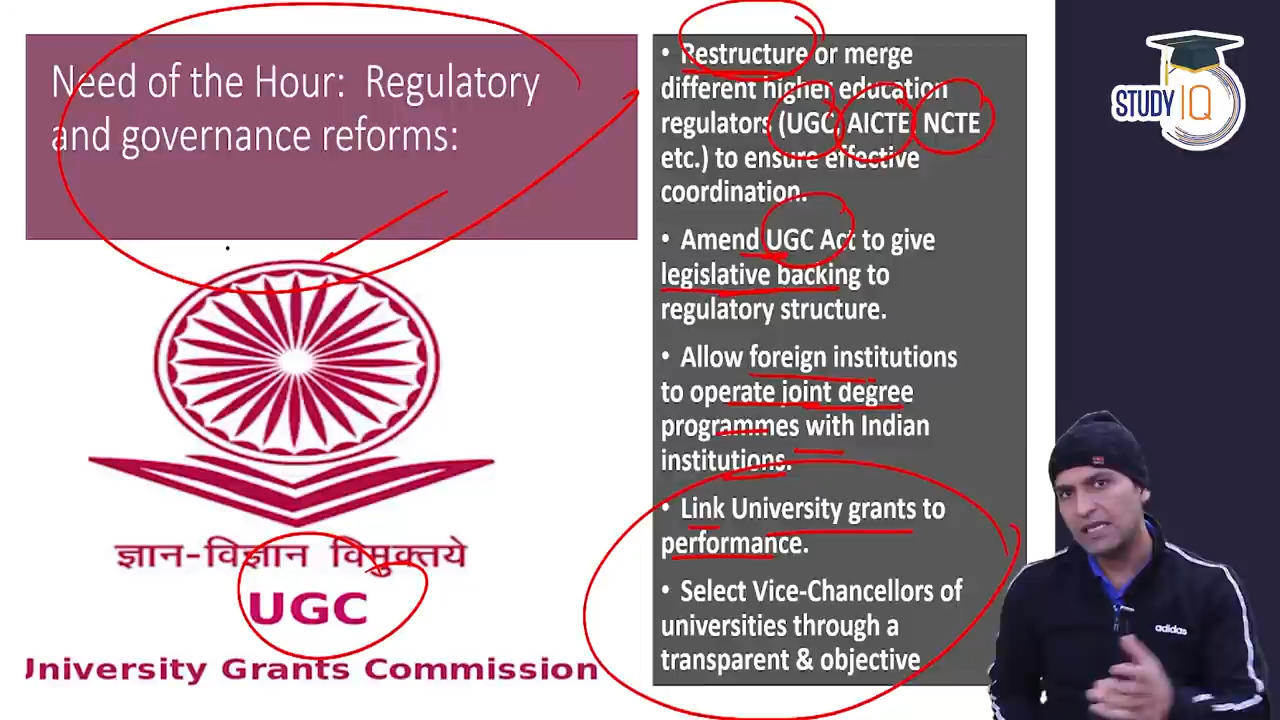 Need of the Hour: Regulatory
and governance reforms:
ज्ञान-विज्ञान विमुक्तये
UGC
University Grants Commission
• Restructure or merge
different higher education
regulators (UGC, AICTE, NCTE
etc.) to ensure effective
coordination.
• Amend UGC Act to give
legislative backing to
regulatory structure.
• Allow foreign institutions
to operate joint degree
programmes with Indian
institutions.
• Link University grants to
performance.
• Select Vice-Chancellors of
universities through a
transparent & objective
STUDY IQ
adidas